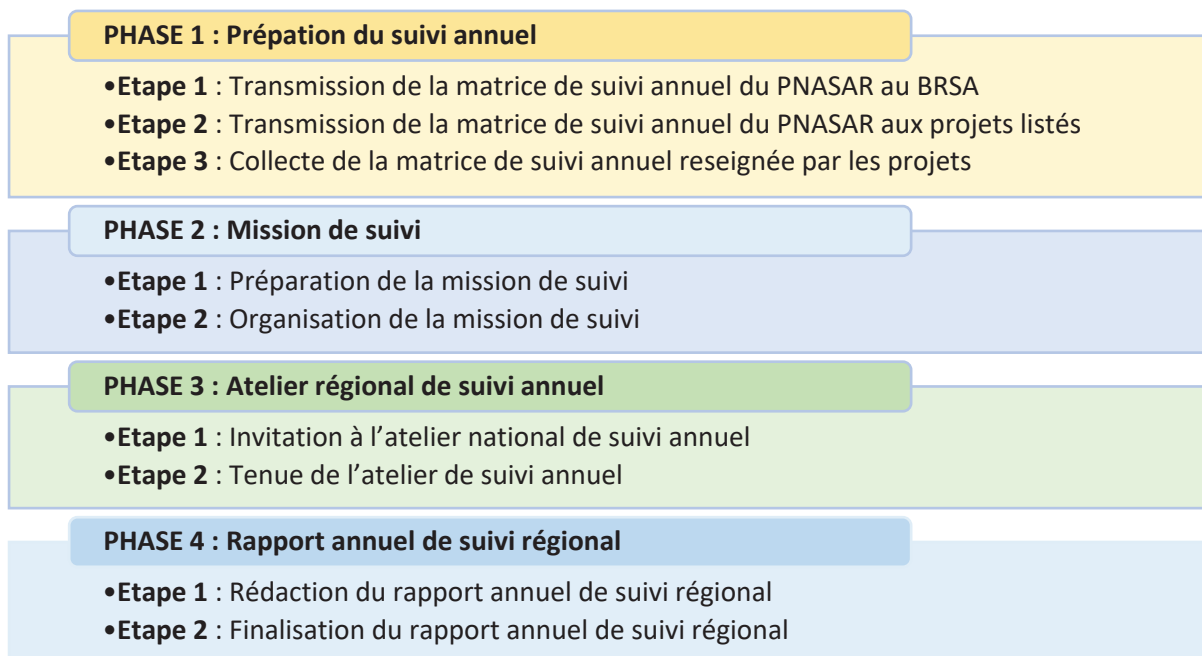 PHASE 1 : Prépation du suivi annuel
•Etape 1 : Transmission de la matrice de suivi annuel du PNASAR au BRSA
•Etape 2 : Transmission de la matrice de suivi annuel du PNASAR aux projets listés
•Etape 3 : Collecte de la matrice de suivi annuel reseignée par les projets
PHASE 2 : Mission de suivi
•Etape 1 : Préparation de la mission de suivi
•Etape 2 : Organisation de la mission de suivi
PHASE 3 : Atelier régional de suivi annuel
•Etape 1 : Invitation à l’atelier national de suivi annuel
•Etape 2 : Tenue de l’atelier de suivi annuel
PHASE 4 : Rapport annuel de suivi régional
•Etape 1 : Rédaction du rapport annuel de suivi régional
•Etape 2 : Finalisation du rapport annuel de suivi régional